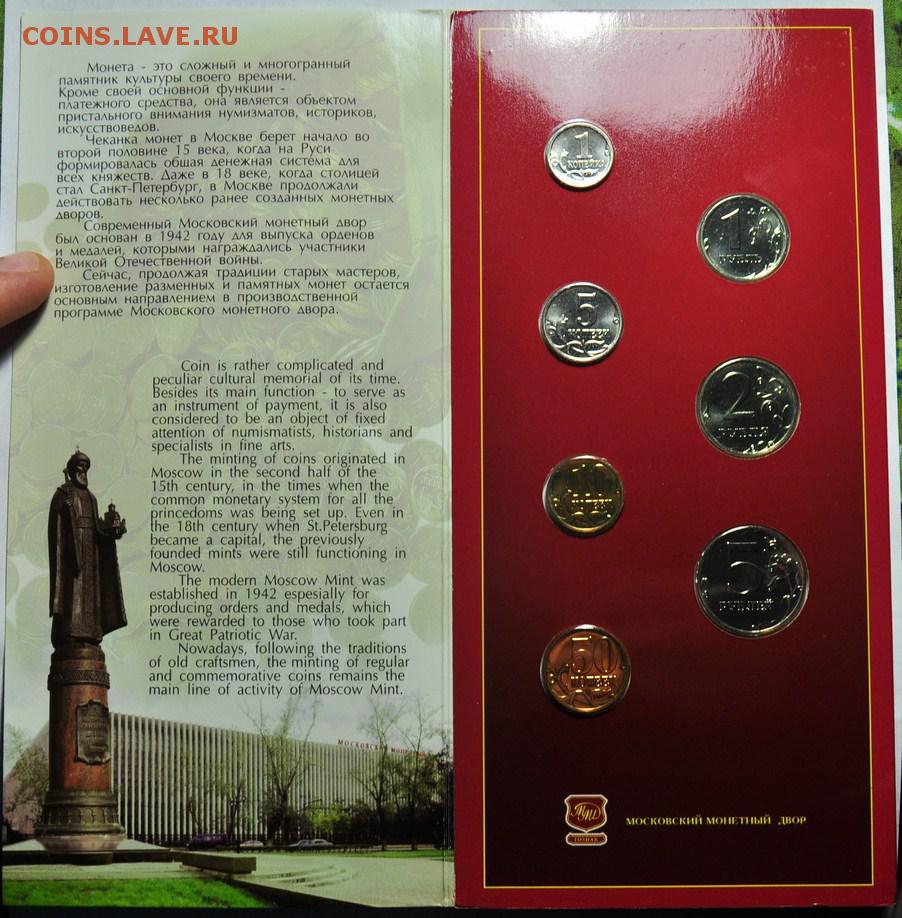 COINS.LAVE.RU
Монета - это сложный и многогранный
памятник культуры своего времени.
Кроме своей основной функции -
платежного средства, она является объектом
пристального внимания нумизматов, историков,
искусствоведов.
Чеканка монет в Москве берет начало во
второй половине 15 века, когда на Руси
формировалась общая денежная система для
всех княжеств. Даже в 18 веке, когда столицей
стал Санкт-Петербург, в Москве продолжали
действовать несколько ранее созданных монетных
дворов.
Современный Московский монетный двор
был основан в 1942 году для выпуска орденов
и медалей, которыми награждались участники
Великой Отечественной войны.
Сейчас, продолжая традиции старых мастеров,
изготовление разменных и памятных монет остается
основным направлением в производственной
программе Московского монетного двора.
Coin is rather complicated and
peculiar cultural memorial of its time.
Besides its main function - to serve as
an instrument of payment, it is also
considered to be an object of fixed
attention of numismatists, historians and
specialists in fine arts.
The minting of coins originated in
Moscow in the second half of the
15th century, in the times when the
common monetary system for all the
princedoms was being set up. Even in
the 18th century when St.Petersburg
became a capital, the previously
founded mints were still functioning in
Moscow.
The modern Moscow Mint was
established in 1942 espesially for
producing orders and medals, which
were rewarded to those who took part
in Great Patriotic War.
Nowadays, following the traditions
of old craftsmen, the minting of regular
and commemorative coins remains the
main line of activity of Moscow Mint.
МОСКОВСКИЙ МОНЕТНЫЙ
1
КОПЕЙКА
1
РУБЛЬ
5
КОПЕЕК
2
РУБЛЯ
10
КОПЕЕК
5
РУБЛЕЙ
50
КОПЕЕК
ММД
ГОЗНАК
МОСКОВСКИЙ МОНЕТНЫЙ ДВОР